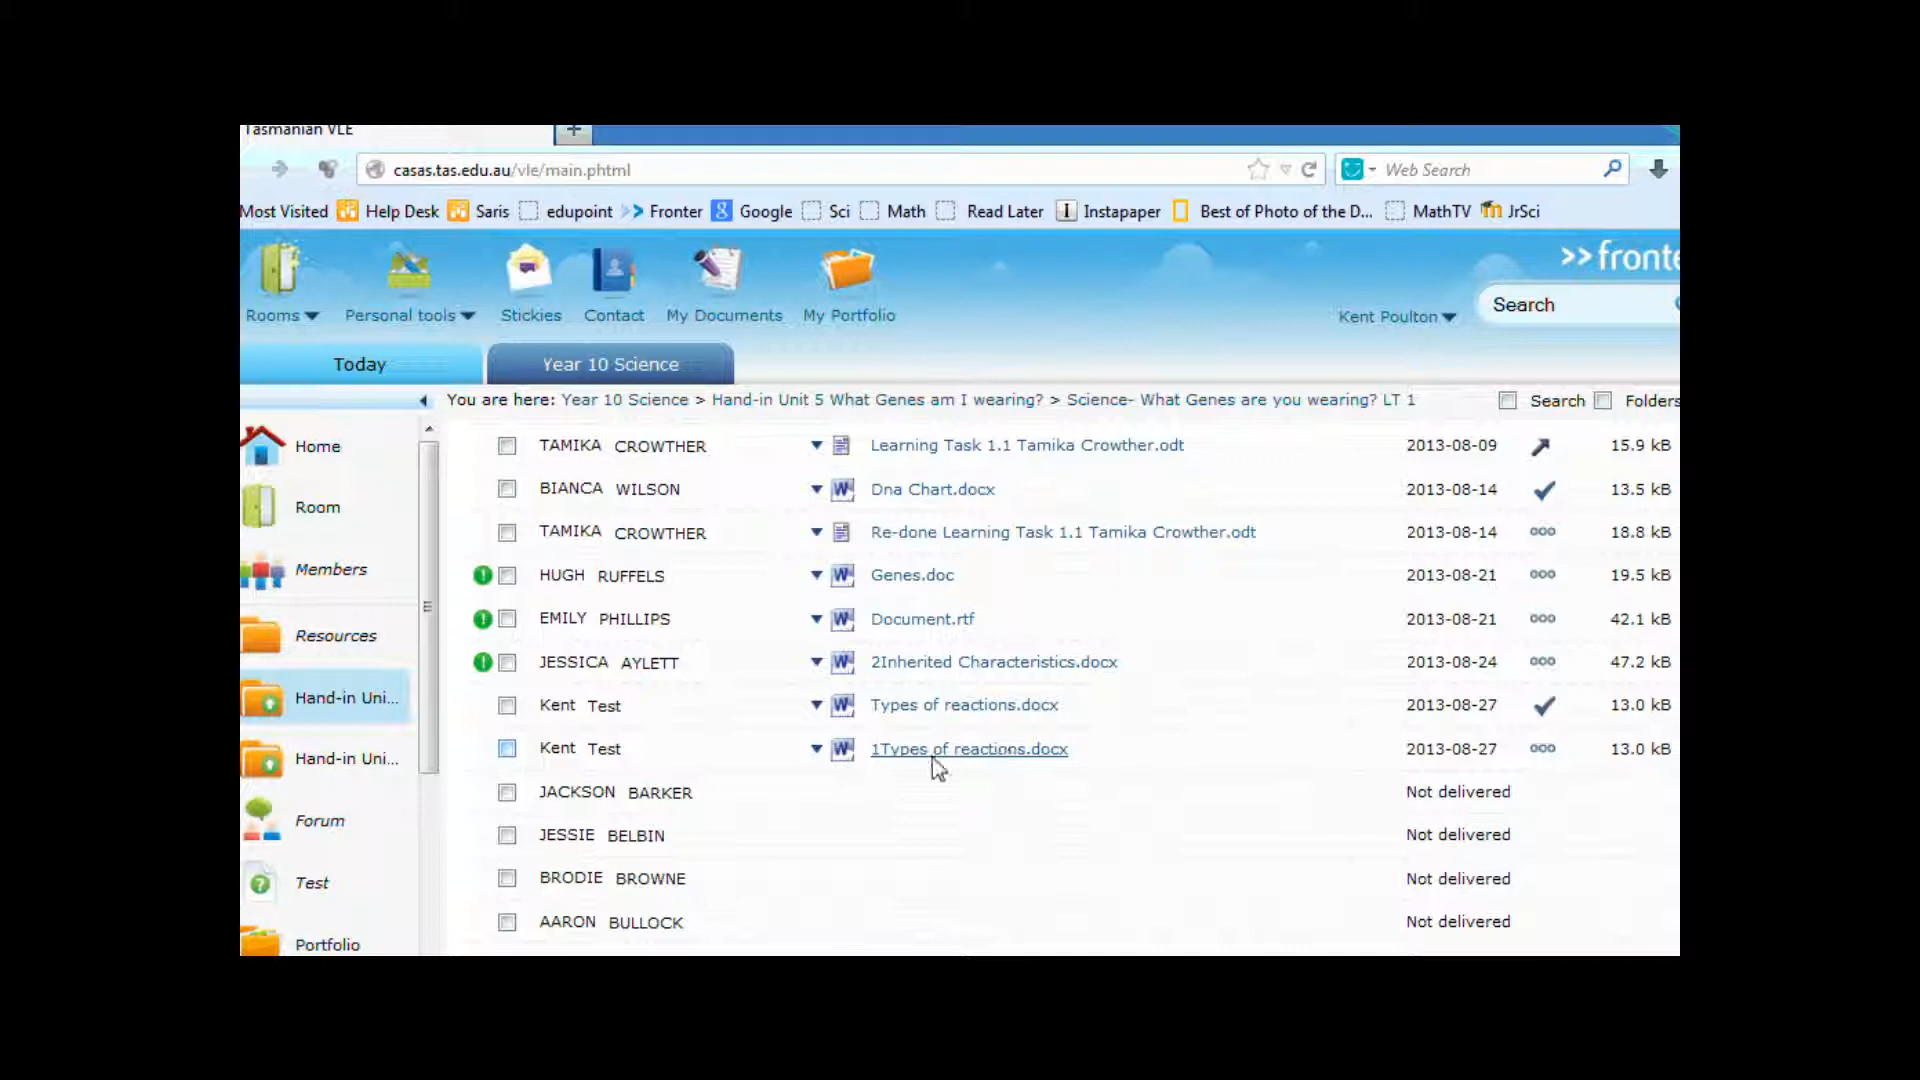 Tasmanian VLE
casas.tas.edu.au/vle/main.phtml Web Search
Most Visited Help Desk Saris edupoint Fronter Google Sci Math Read Later Instapaper Best of Photo of the D... MathTV JrSci
>>fronte
Rooms Personal tools Stickies Contact My Documents My Portfolio Kent Poulton Search
Today Year 10 Science
You are here: Year 10 Science > Hand-in Unit 5 What Genes am I wearing? > Science- What Genes are you wearing? LT 1 Search Folders
Home
Room
Members
Resources
Hand-in Uni...
Hand-in Uni...
Forum
Test
Portfolio
TAMIKA CROWTHER Learning Task 1.1 Tamika Crowther.odt 2013-08-09 15.9 kB
BIANCA WILSON Dna Chart.docx 2013-08-14 13.5 kB
TAMIKA CROWTHER Re-done Learning Task 1.1 Tamika Crowther.odt 2013-08-14 18.8 kB
HUGH RUFFELS Genes.doc 2013-08-21 19.5 kB
EMILY PHILLIPS Document.rtf 2013-08-21 42.1 kB
JESSICA AYLETT 2Inherited Characteristics.docx 2013-08-24 47.2 kB
Kent Test Types of reactions.docx 2013-08-27 13.0 kB
Kent Test 1Types of reactions.docx 2013-08-27 13.0 kB
JACKSON BARKER Not delivered
JESSIE BELBIN Not delivered
BRODIE BROWNE Not delivered
AARON BULLOCK Not delivered